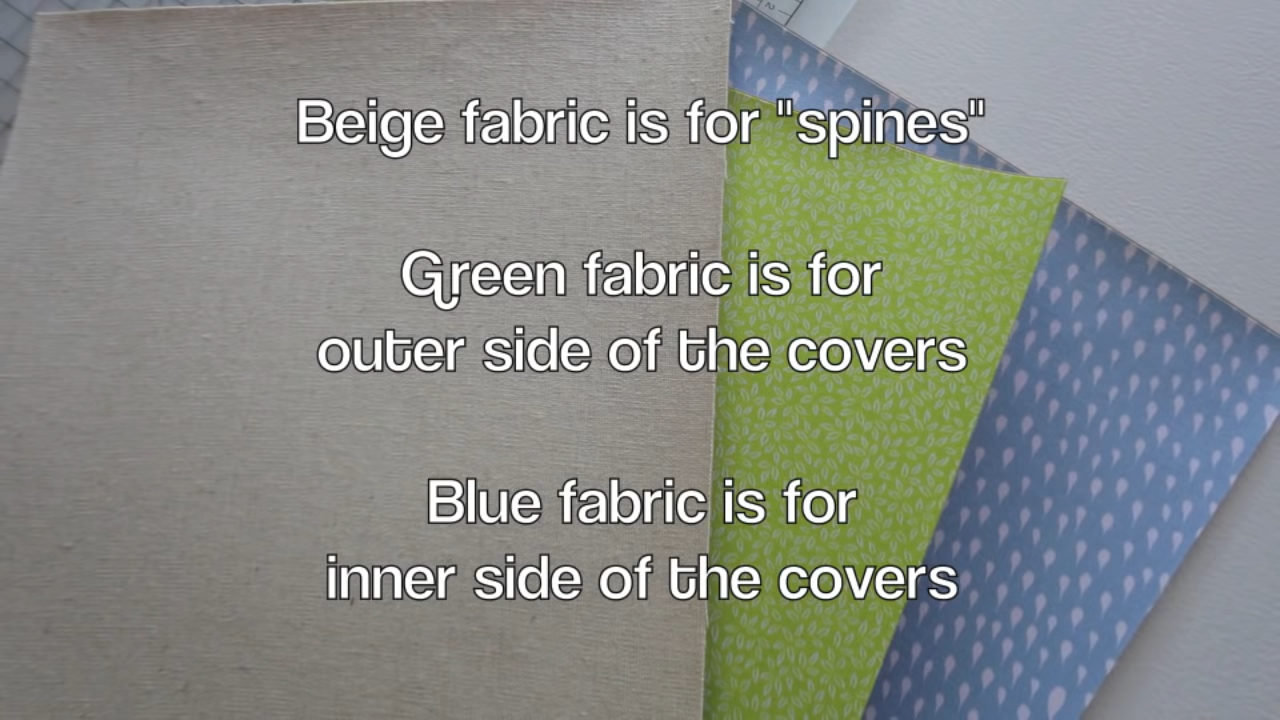 Beige fabric is for "spines"
Green fabric is for
outer side of the covers
Blue fabric is for
inner side of the covers